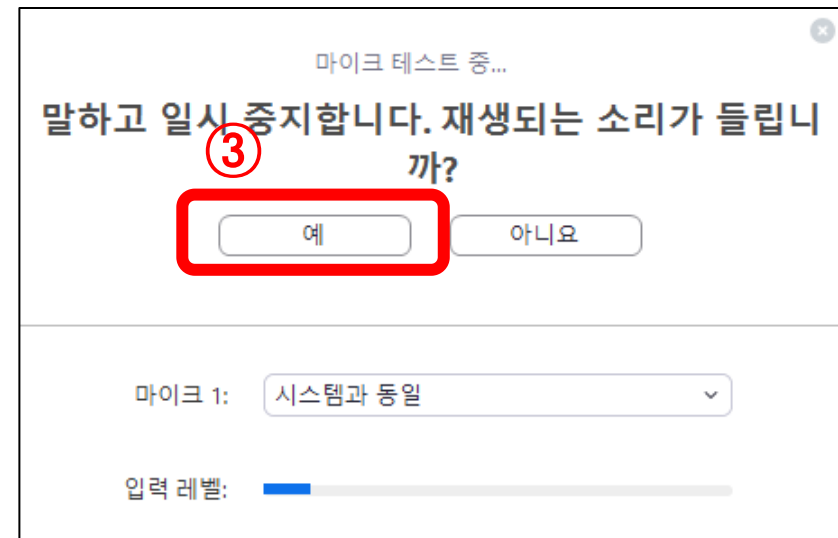 마이크 테스트 중...
말하고 일시 중지합니다. 재생되는 소리가 들립니
까?
③
예 아니요
마이크 1: 시스템과 동일
입력 레벨: